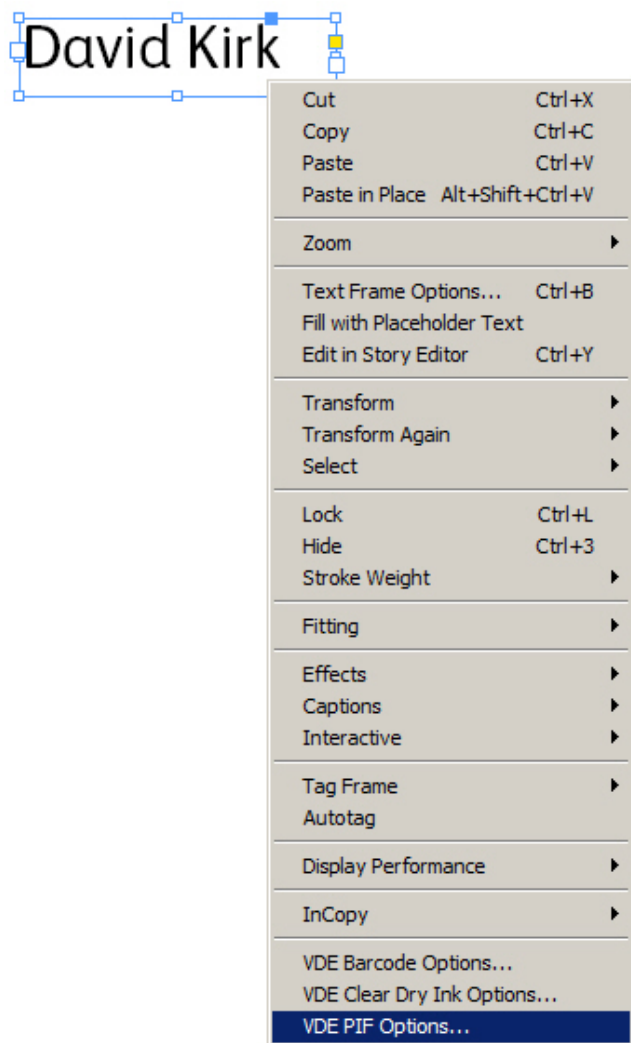 David Kirk
Cut Ctrl+X
Copy Ctrl+C
Paste Ctrl+V
Paste in Place Alt+Shift+Ctrl+V
Zoom
Text Frame Options... Ctrl+B
Fill with Placeholder Text
Edit in Story Editor Ctrl+Y
Transform
Transform Again
Select
Lock Ctrl+L
Hide Ctrl+3
Stroke Weight
Fitting
Effects
Captions
Interactive
Tag Frame
Autotag
Display Performance
InCopy
VDE Barcode Options...
VDE Clear Dry Ink Options...
VDE PIF Options...